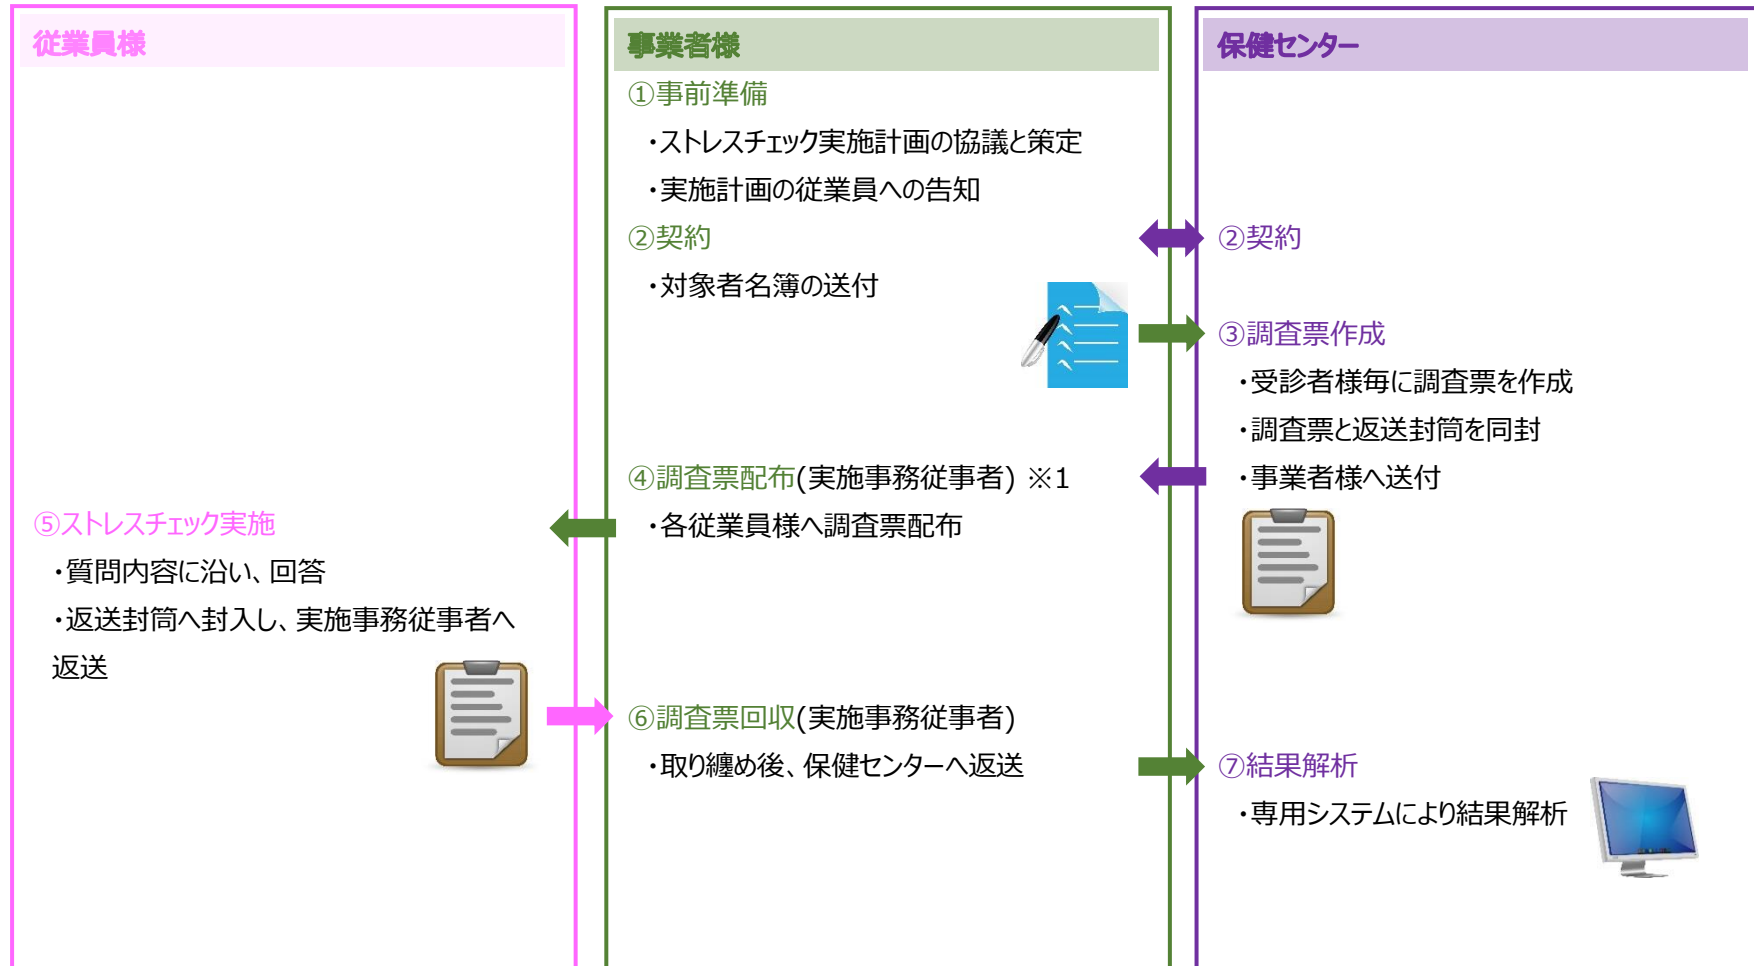 従業員様
事業者様
保健センター
①事前準備
・ストレスチェック実施計画の協議と策定
・実施計画の従業員への告知
②契約
②契約
・対象者名簿の送付
③調査票作成
・受診者様毎に調査票を作成
・調査票と返送封筒を同封
④調査票配布(実施事務従事者) ※1
・事業者様へ送付
⑤ストレスチェック実施
・各従業員様へ調査票配布
・質問内容に沿い、回答
・返送封筒へ封入し、実施事務従事者へ
返送
⑥調査票回収(実施事務従事者)
・取り纏め後、保健センターへ返送
⑦結果解析
・専用システムにより結果解析